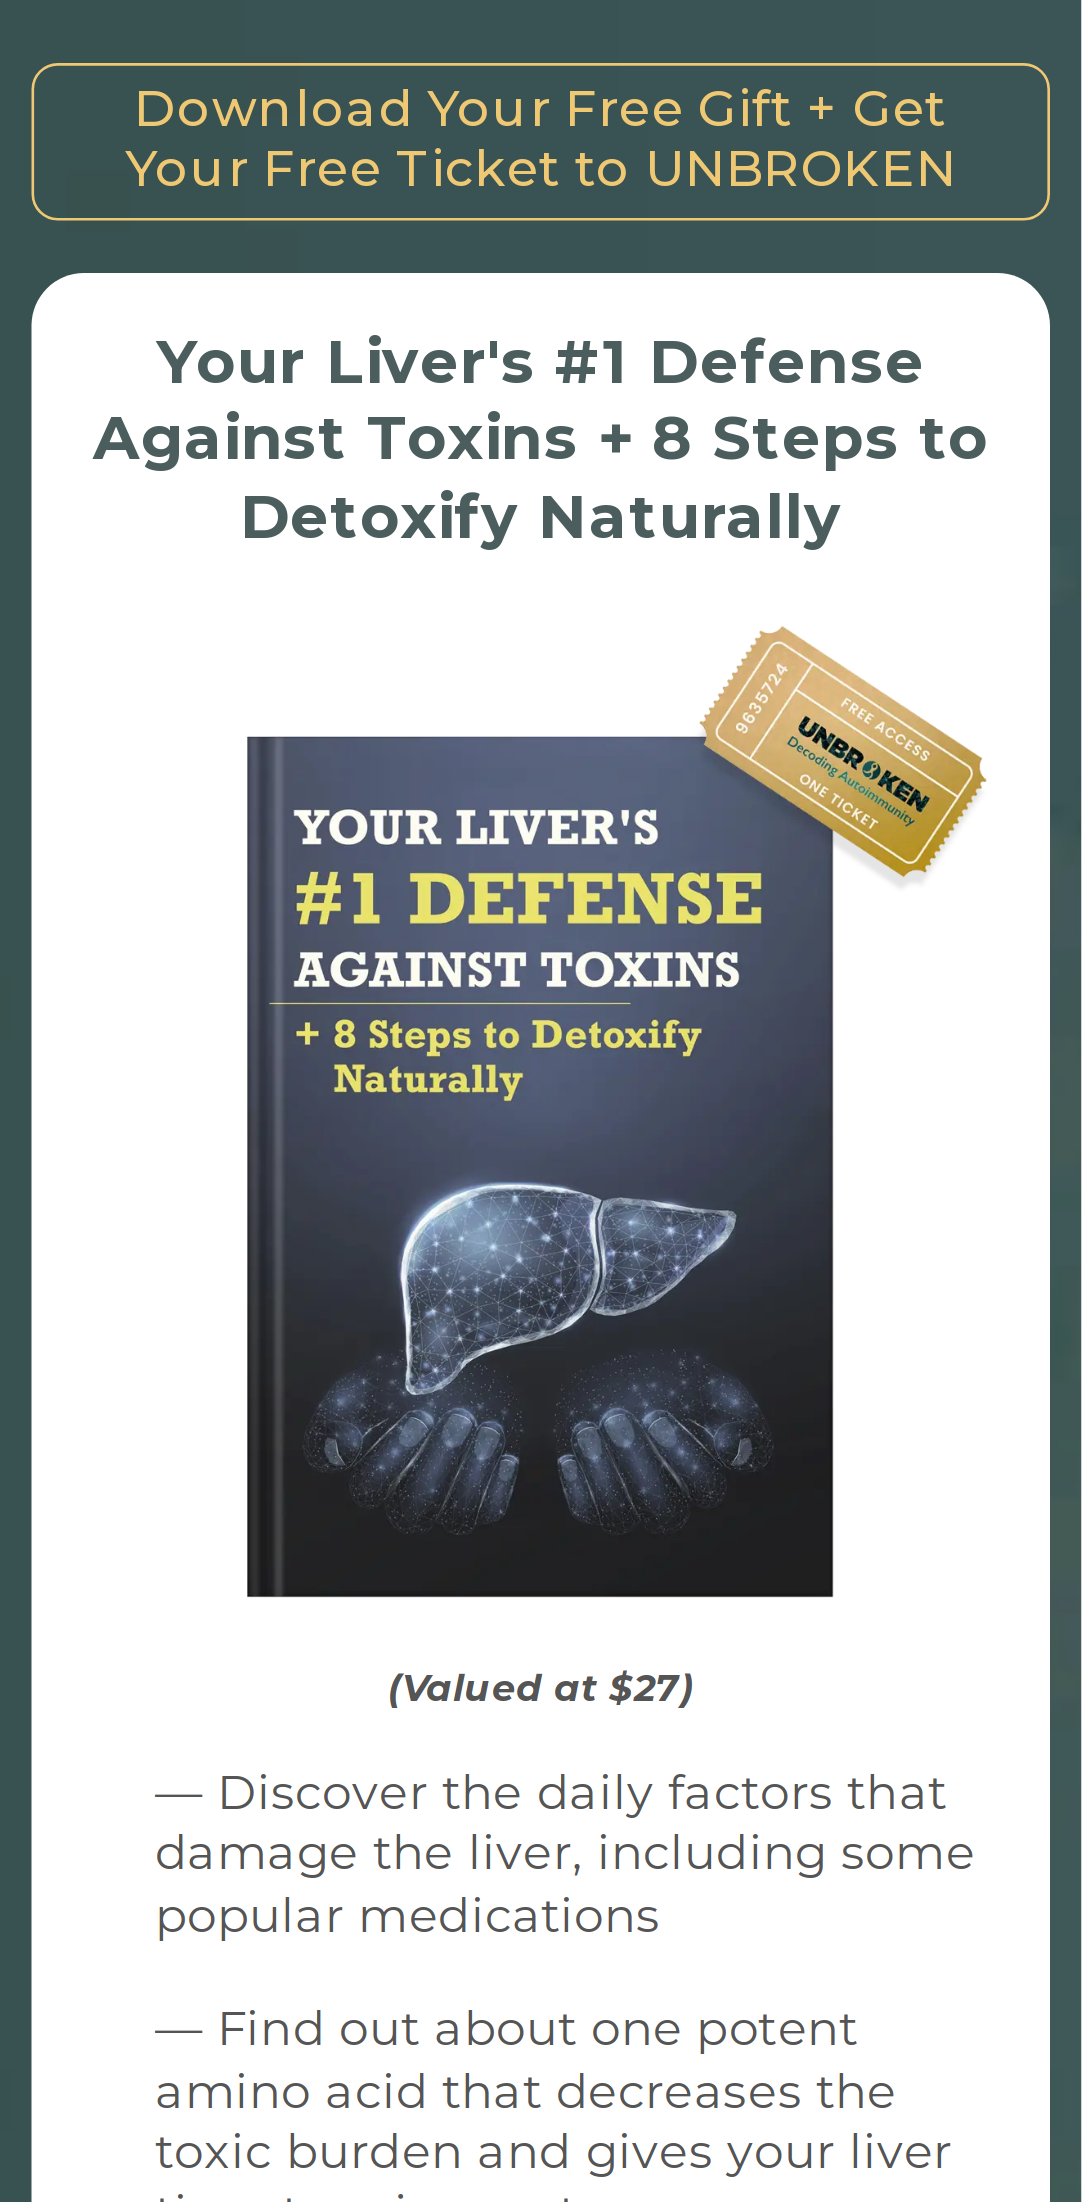 Download Your Free Gift + Get
Your Free Ticket to UNBROKEN
Your Liver's #1 Defense
Against Toxins + 8 Steps to
Detoxify Naturally
9635724
FREE ACCESS
UNBROKEN
Decoding Autoimmunity
ONE TICKET
YOUR LIVER'S
#1 DEFENSE
AGAINST TOXINS
+ 8 Steps to Detoxify
Naturally
(Valued at $27)
— Discover the daily factors that
damage the liver, including some
popular medications
— Find out about one potent
amino acid that decreases the
toxic burden and gives your liver